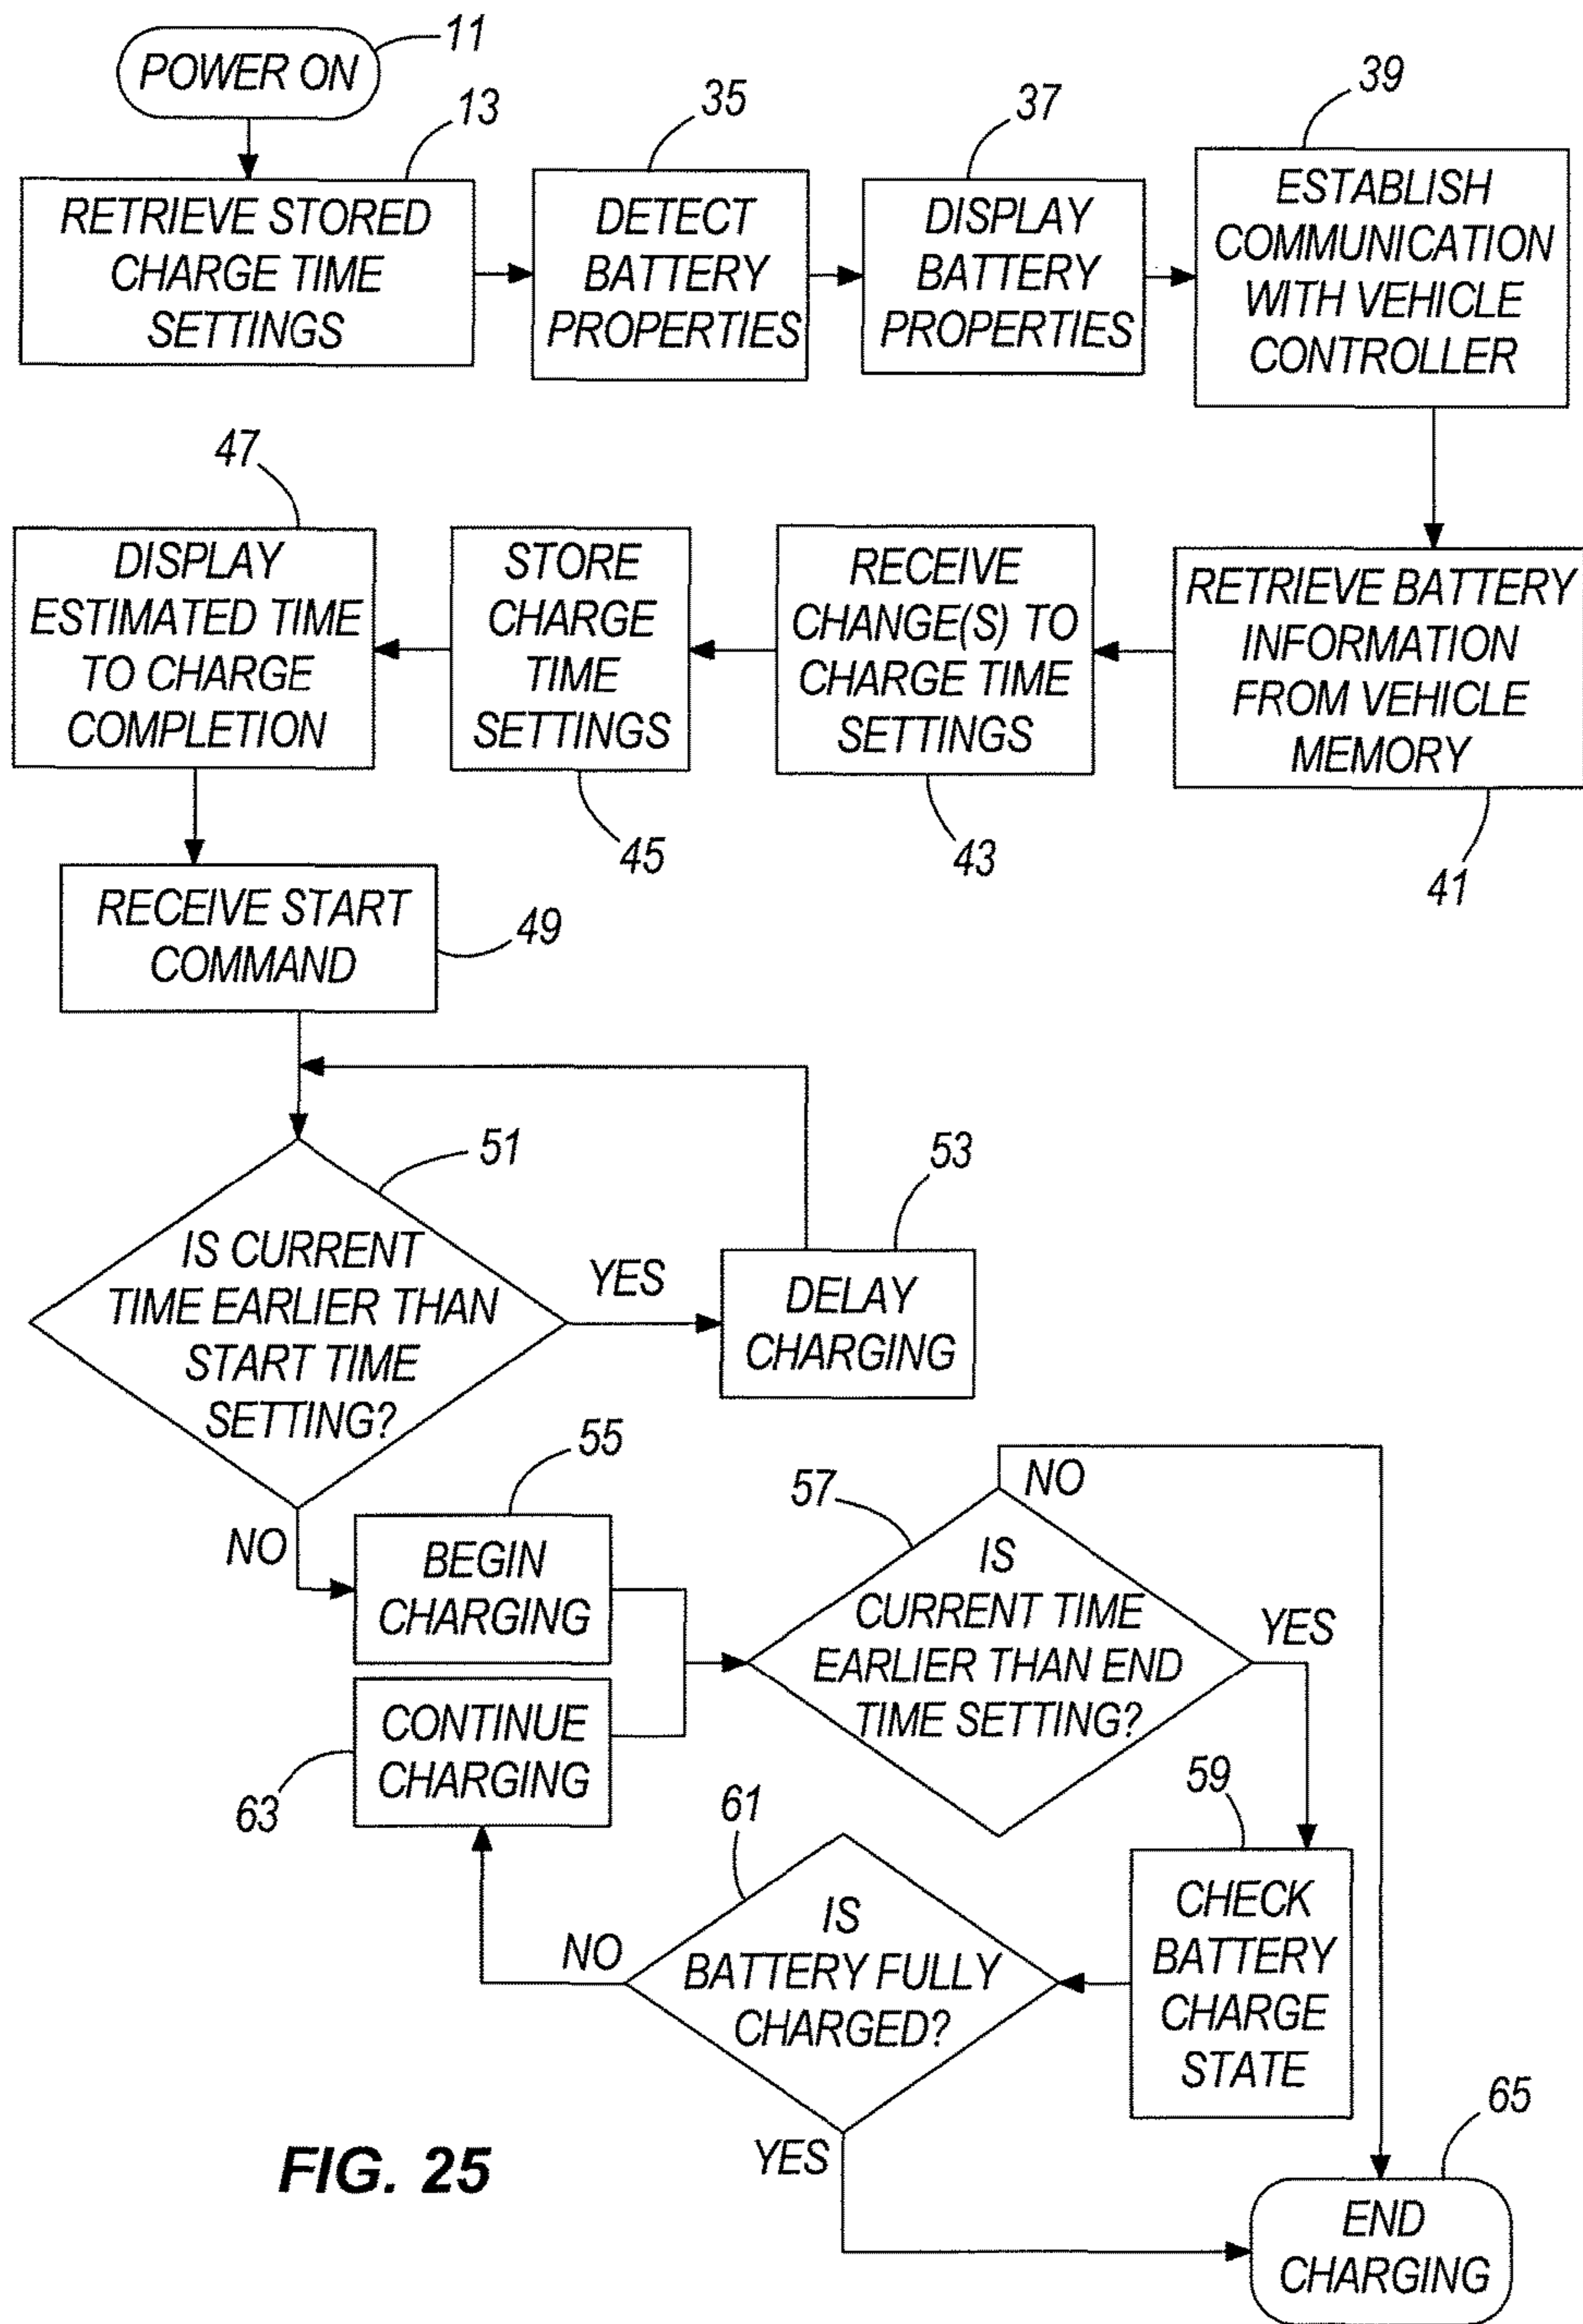 POWER ON
11
13
RETRIEVE STORED
CHARGE TIME
SETTINGS
35
DETECT
BATTERY
PROPERTIES
37
DISPLAY
BATTERY
PROPERTIES
39
ESTABLISH
COMMUNICATION
WITH VEHICLE
CONTROLLER
RETRIEVE BATTERY
INFORMATION
FROM VEHICLE
MEMORY
41
RECEIVE
CHANGE(S) TO
CHARGE TIME
SETTINGS
43
STORE
CHARGE
TIME
SETTINGS
45
47
DISPLAY
ESTIMATED TIME
TO CHARGE
COMPLETION
RECEIVE START
COMMAND
49
51
IS CURRENT
TIME EARLIER THAN
START TIME
SETTING?
YES
53
DELAY
CHARGING
NO
55
BEGIN
CHARGING
57
NO
IS
CURRENT TIME
EARLIER THAN END
TIME SETTING?
YES
CONTINUE
CHARGING
63
59
CHECK
BATTERY
CHARGE
STATE
61
IS
BATTERY FULLY
CHARGED?
NO
YES
65
END
CHARGING
FIG. 25